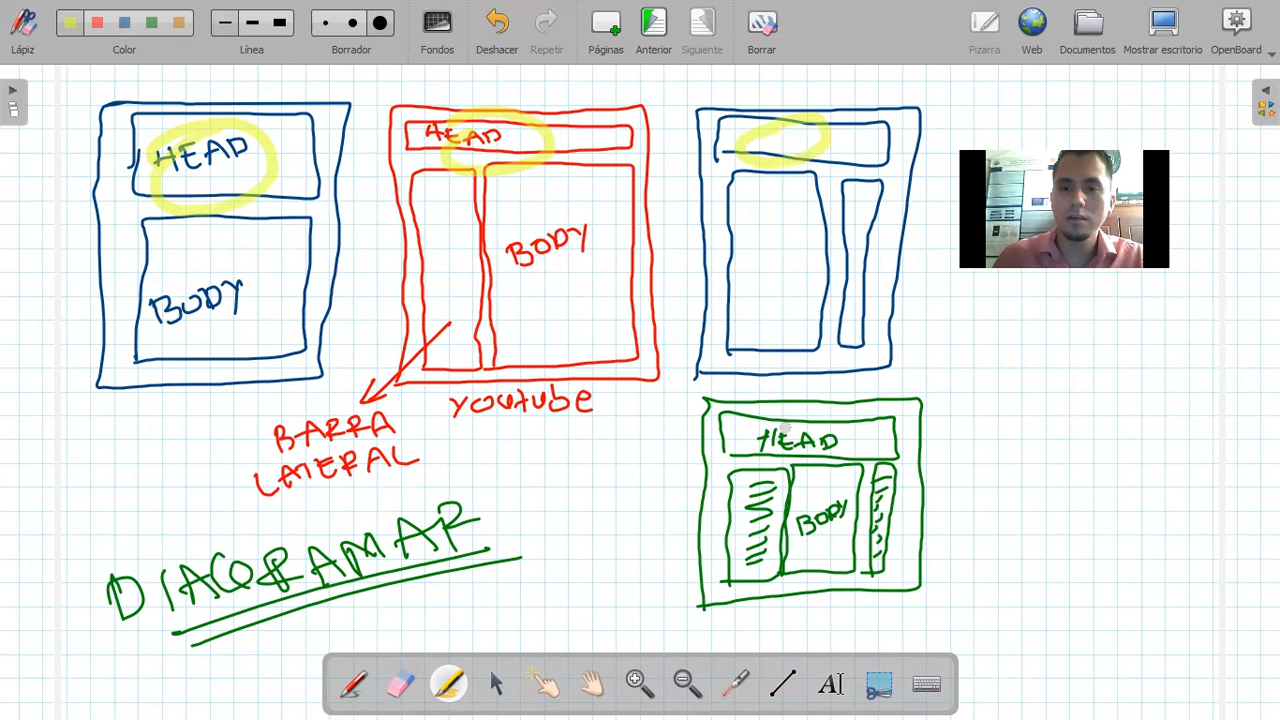 Lápiz
Color
Línea
Borrador
Fondos
Deshacer
Repetir
Páginas
Anterior
Siguiente
Borrar
Pizarra
Web
Documentos
Mostrar escritorio
OpenBoard
HEAD
BODY
HEAD
BODY
youtube
BARRA
LATERAL
HEAD
BODY
DIAGRAMAR